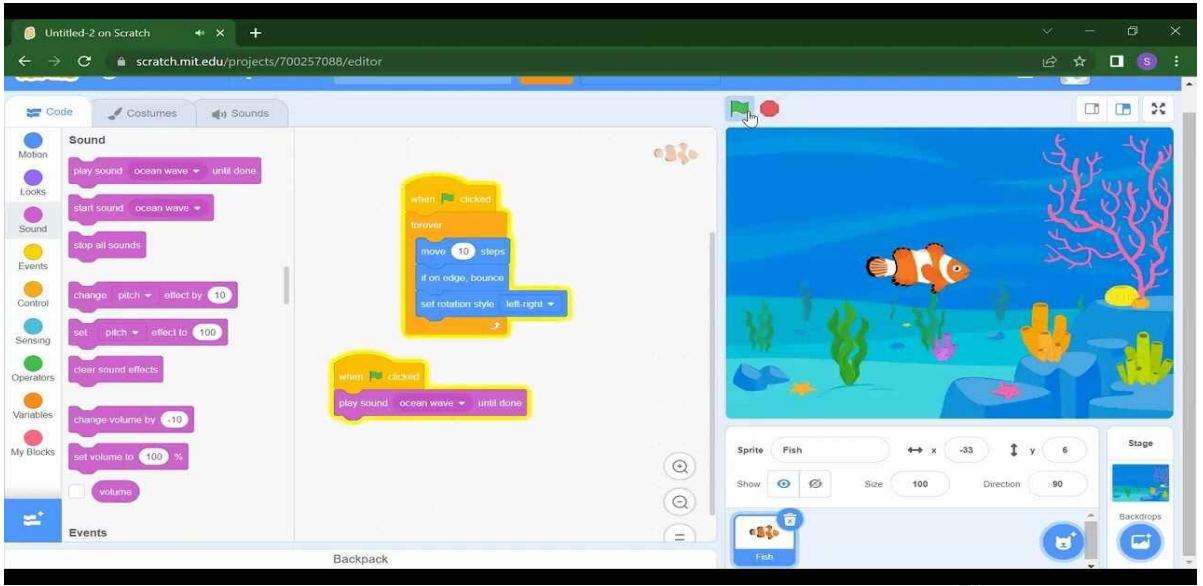 Untitled-2 on Scratch
scratch.mit.edu/projects/700257088/editor
S
Code Costumes Sounds
Motion
Looks
Sound
Events
Control
Sensing
Operators
Variables
My Blocks
Sound
play sound ocean wave until done
start sound ocean wave
stop all sounds
change pitch effect by 10
set pitch effect to 100
clear sound effects
change volume by -10
set volume to 100 %
volume
Events
when clicked
forever
move 10 steps
if on edge, bounce
set rotation style left-right
when clicked
play sound ocean wave until done
Backpack
Sprite Fish x -33 y 6
Show Size 100 Direction 90
Fish
Stage
Backdrops